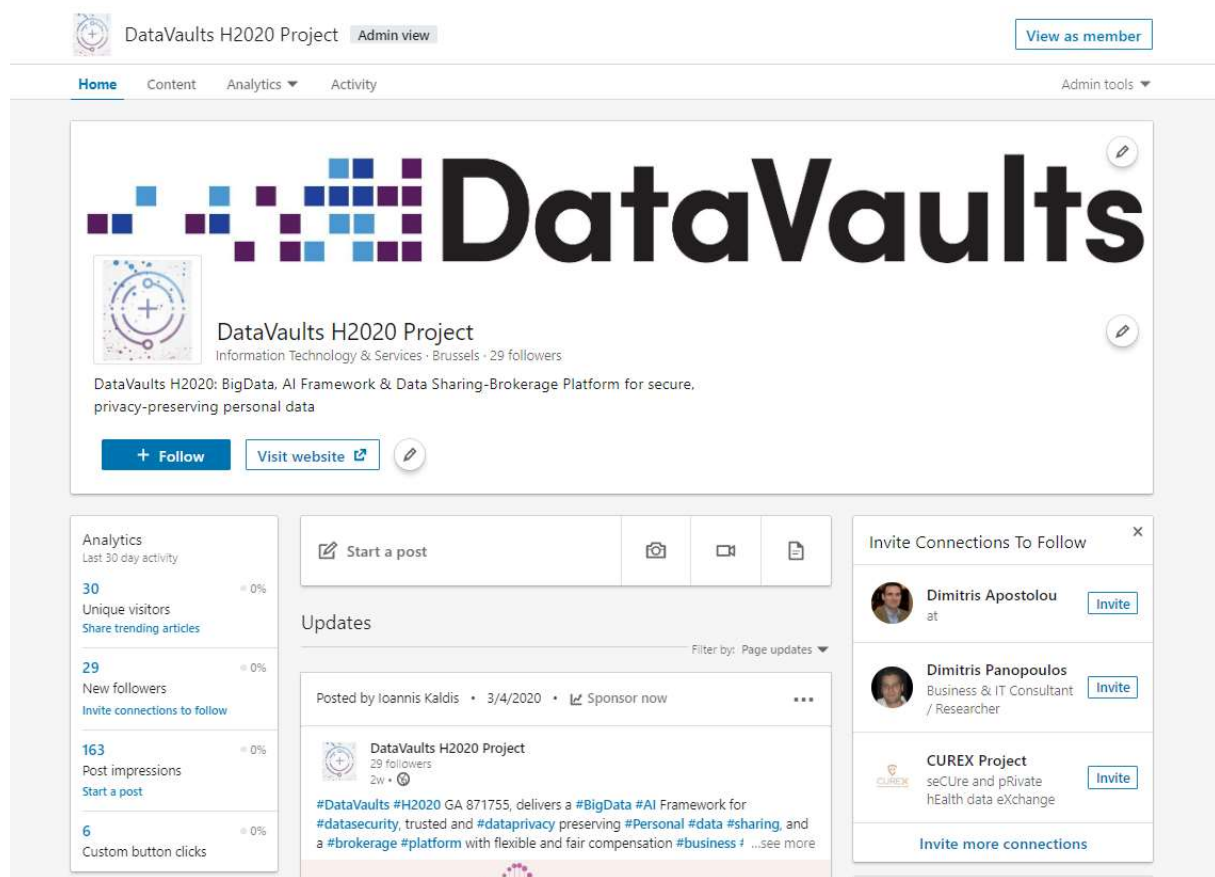 DataVaults H2020 Project Admin view
View as member
Home Content Analytics Activity
Admin tools
DataVaults
DataVaults H2020 Project
Information Technology & Services · Brussels · 29 followers
DataVaults H2020: BigData, AI Framework & Data Sharing-Brokerage Platform for secure,
privacy-preserving personal data
+ Follow
Visit website
Analytics
Last 30 day activity
30 0%
Unique visitors
Share trending articles
29 0%
New followers
Invite connections to follow
163 0%
Post impressions
Start a post
6 0%
Custom button clicks
Start a post
Updates
Filter by: Page updates
Posted by Ioannis Kaldis • 3/4/2020 • Sponsor now
DataVaults H2020 Project
29 followers
2w •
#DataVaults #H2020 GA 871755, delivers a #BigData #AI Framework for
#datasecurity, trusted and #dataprivacy preserving #Personal #data #sharing, and
a #brokerage #platform with flexible and fair compensation #business # ...see more
Invite Connections To Follow
Dimitris Apostolou
at
Invite
Dimitris Panopoulos
Business & IT Consultant
/ Researcher
Invite
CUREX
CUREX Project
seCUre and pRivate
hEalth data eXchange
Invite
Invite more connections